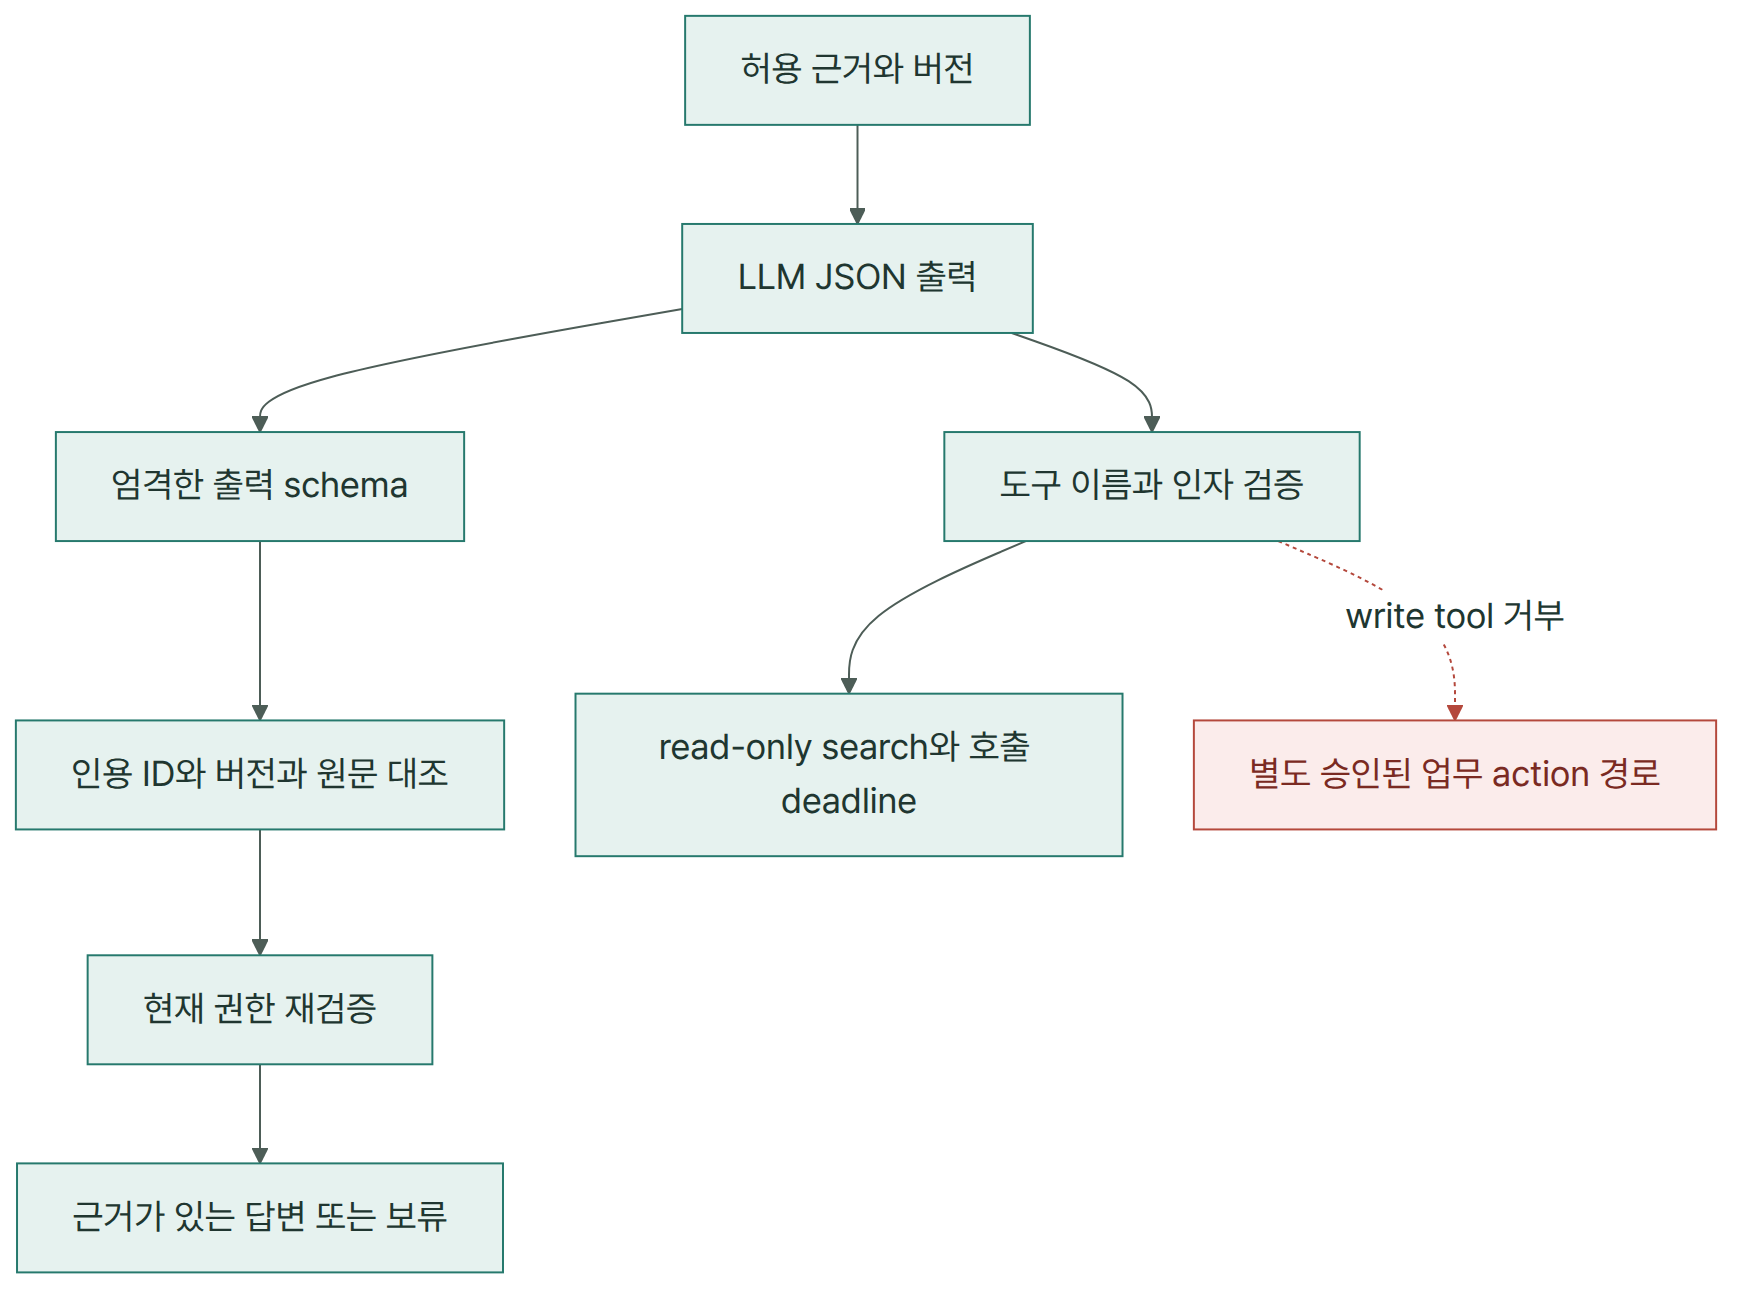 허용 근거와 버전
LLM JSON 출력
엄격한 출력 schema
도구 이름과 인자 검증
write tool 거부
인용 ID와 버전과 원문 대조
read-only search와 호출
deadline
별도 승인된 업무 action 경로
현재 권한 재검증
근거가 있는 답변 또는 보류